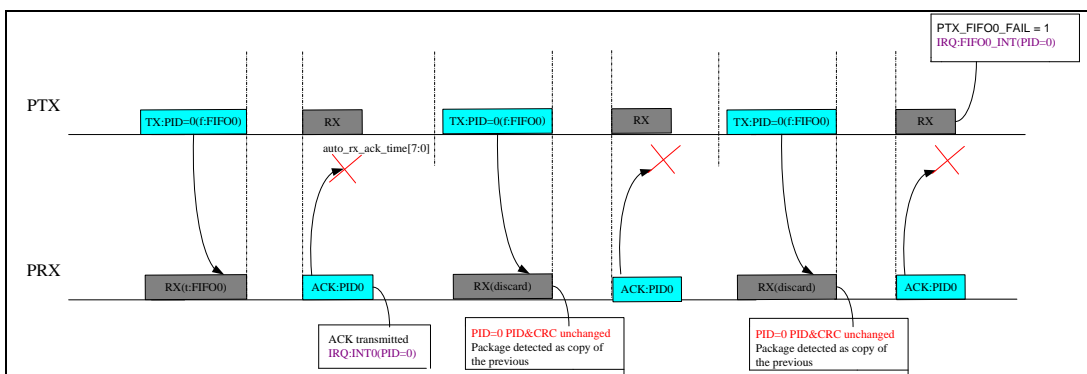 PTX_FIFO0_FAIL = 1
IRQ:FIFO0_INT(PID=0)
PTX
TX:PID=0(f:FIFO0)
RX
TX:PID=0(f:FIFO0)
RX
TX:PID=0(f:FIFO0)
RX
auto_rx_ack_time[7:0]
PRX
RX(t:FIFO0)
ACK:PID0
RX(discard)
ACK:PID0
RX(discard)
ACK:PID0
ACK transmitted
IRQ:INT0(PID=0)
PID=0 PID&CRC unchanged
Package detected as copy of
the previous
PID=0 PID&CRC unchanged
Package detected as copy of
the previous